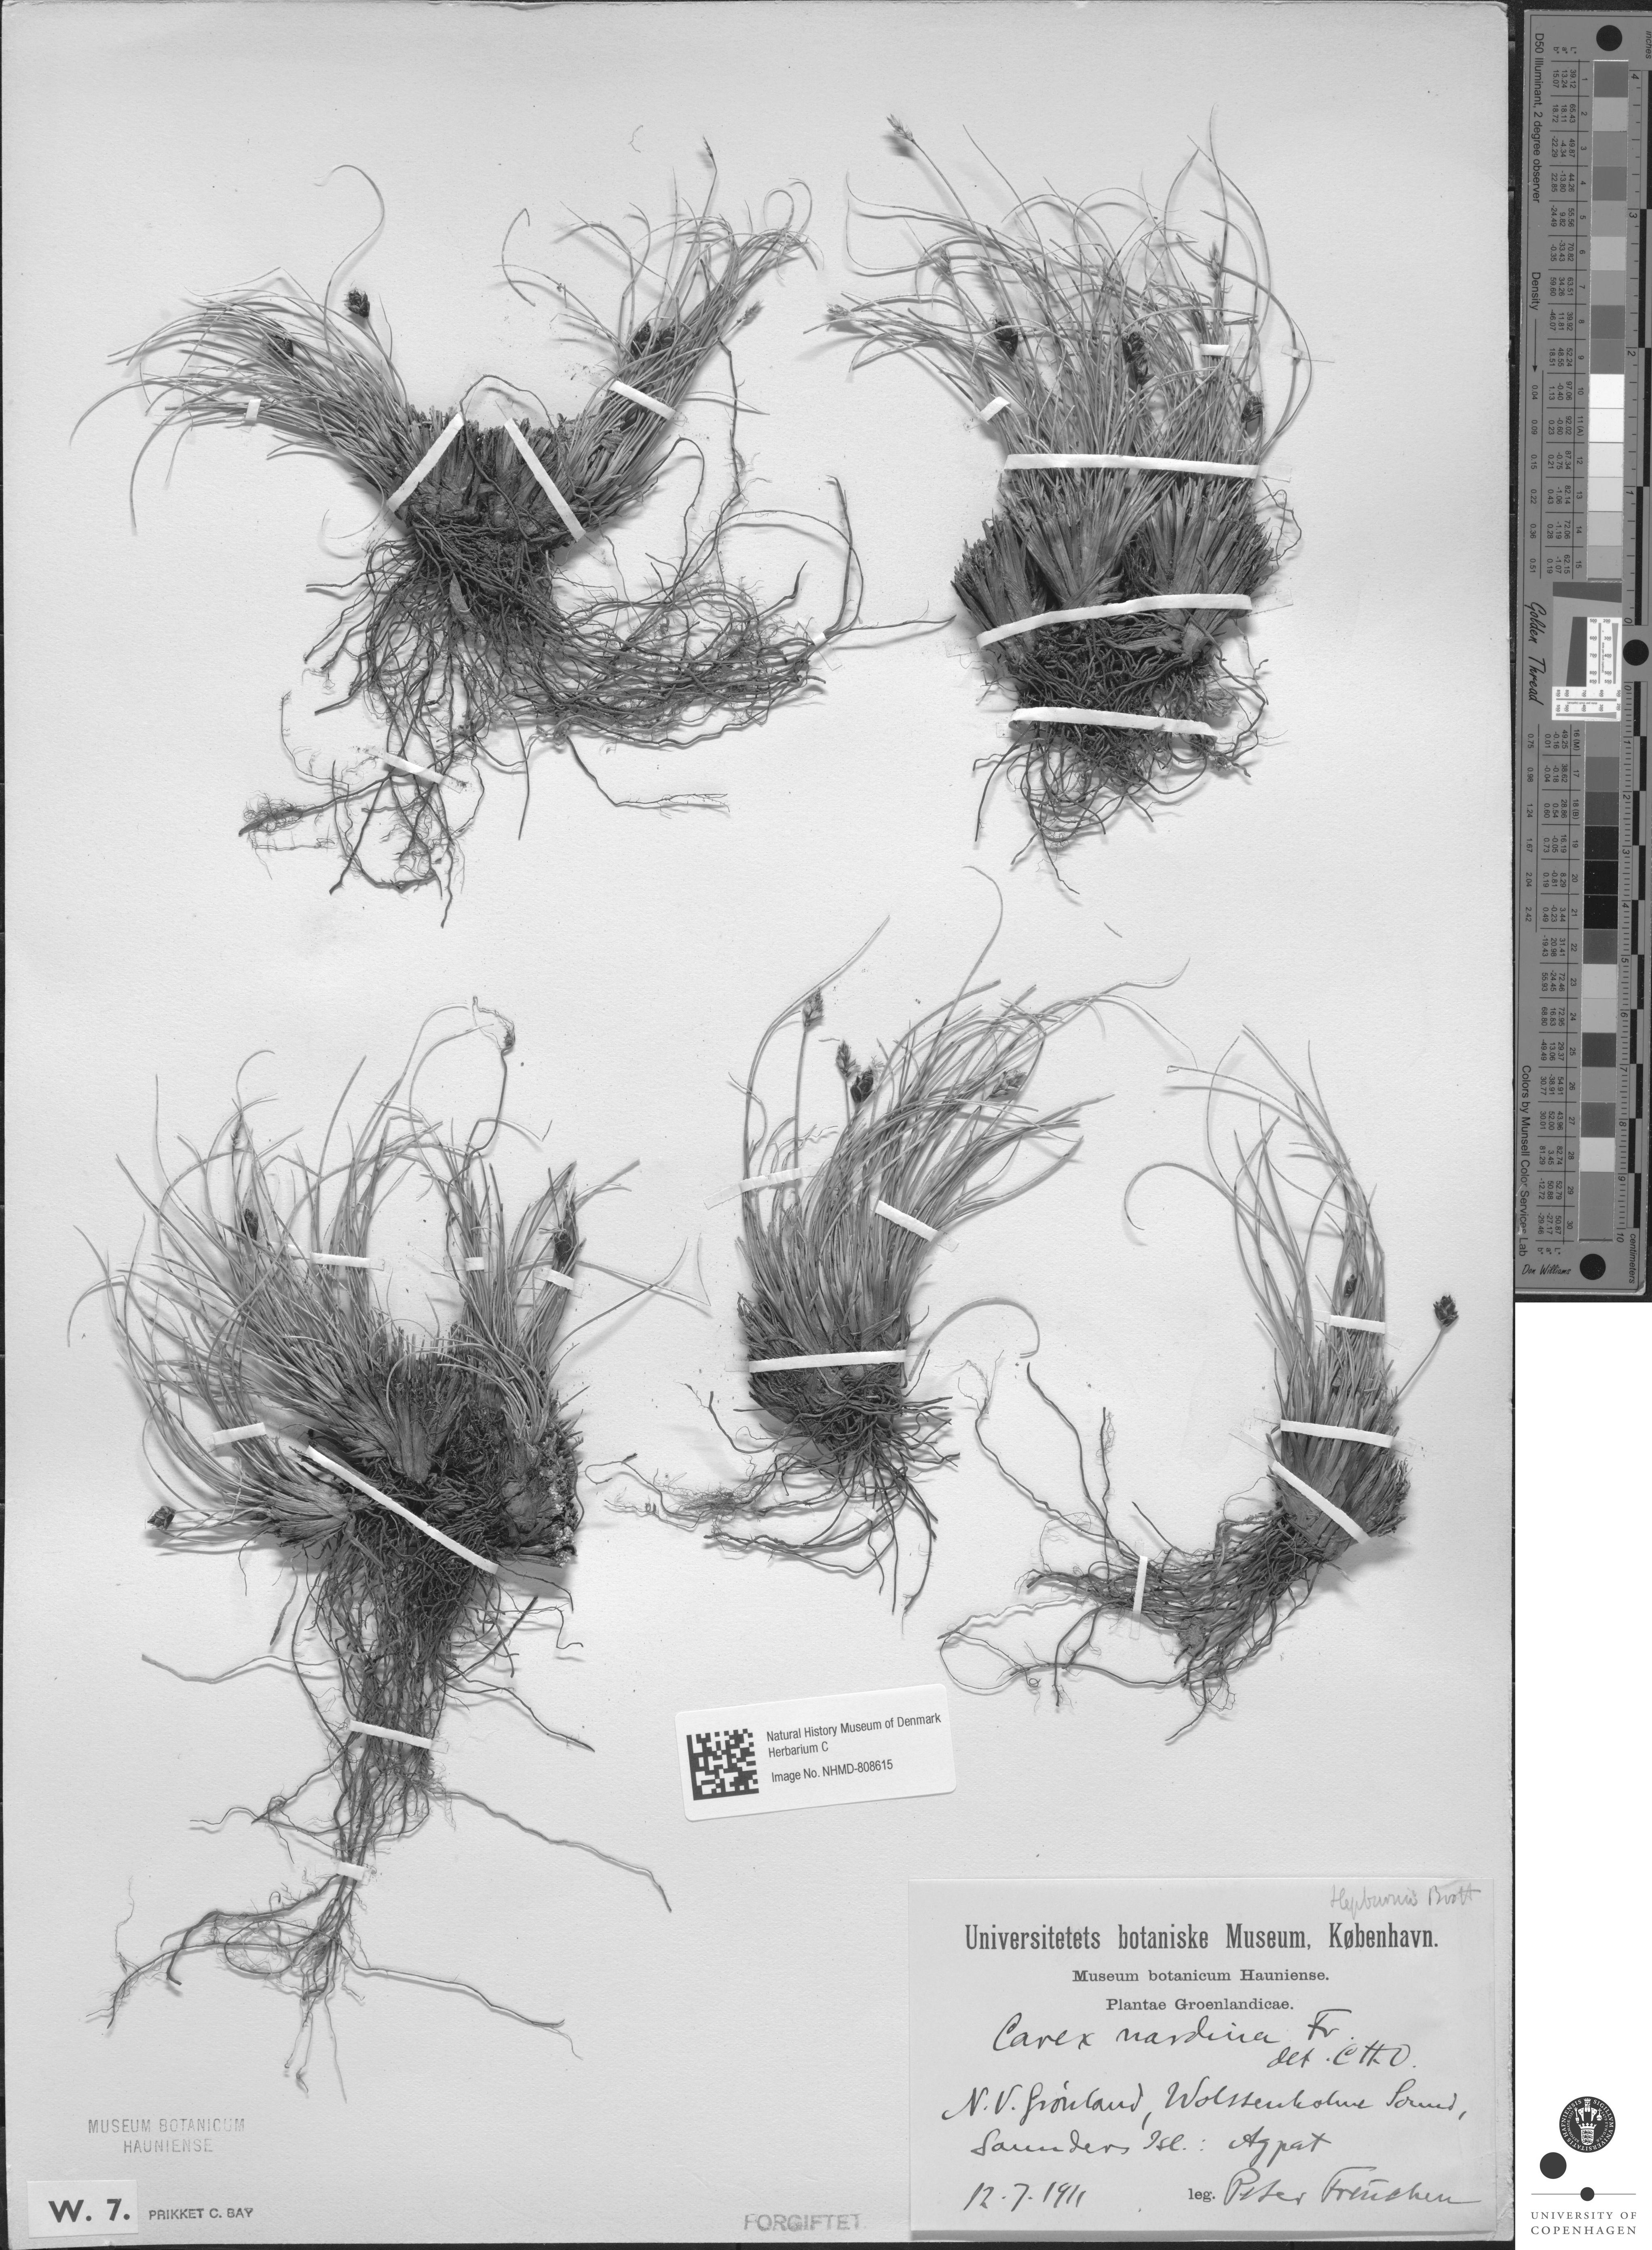 Natural History Museum of Denmark
Herbarium C
Image No. NHMD-808615
Hepburnii Boott
Universitetets botaniske Museum, København.
Museum botanicum Hauniense.
Plantae Groenlandicae.
Carex nardina Fr.
det. C.H.O.
N.V. Grönland, Wolstenholme Sound,
Saunders Isl.: Agpat
12.7.1911 leg. Peter Freuchen
MUSEUM BOTANICUM
HAUNIENSE
W. 7. PRIKKET C. BAY
FORGIFTET
D50 Illuminant, 2 degree observer
Density
Golden Thread
Colors by Munsell Color Services Lab
Don Williams
inches
centimeters
UNIVERSITY OF
COPENHAGEN